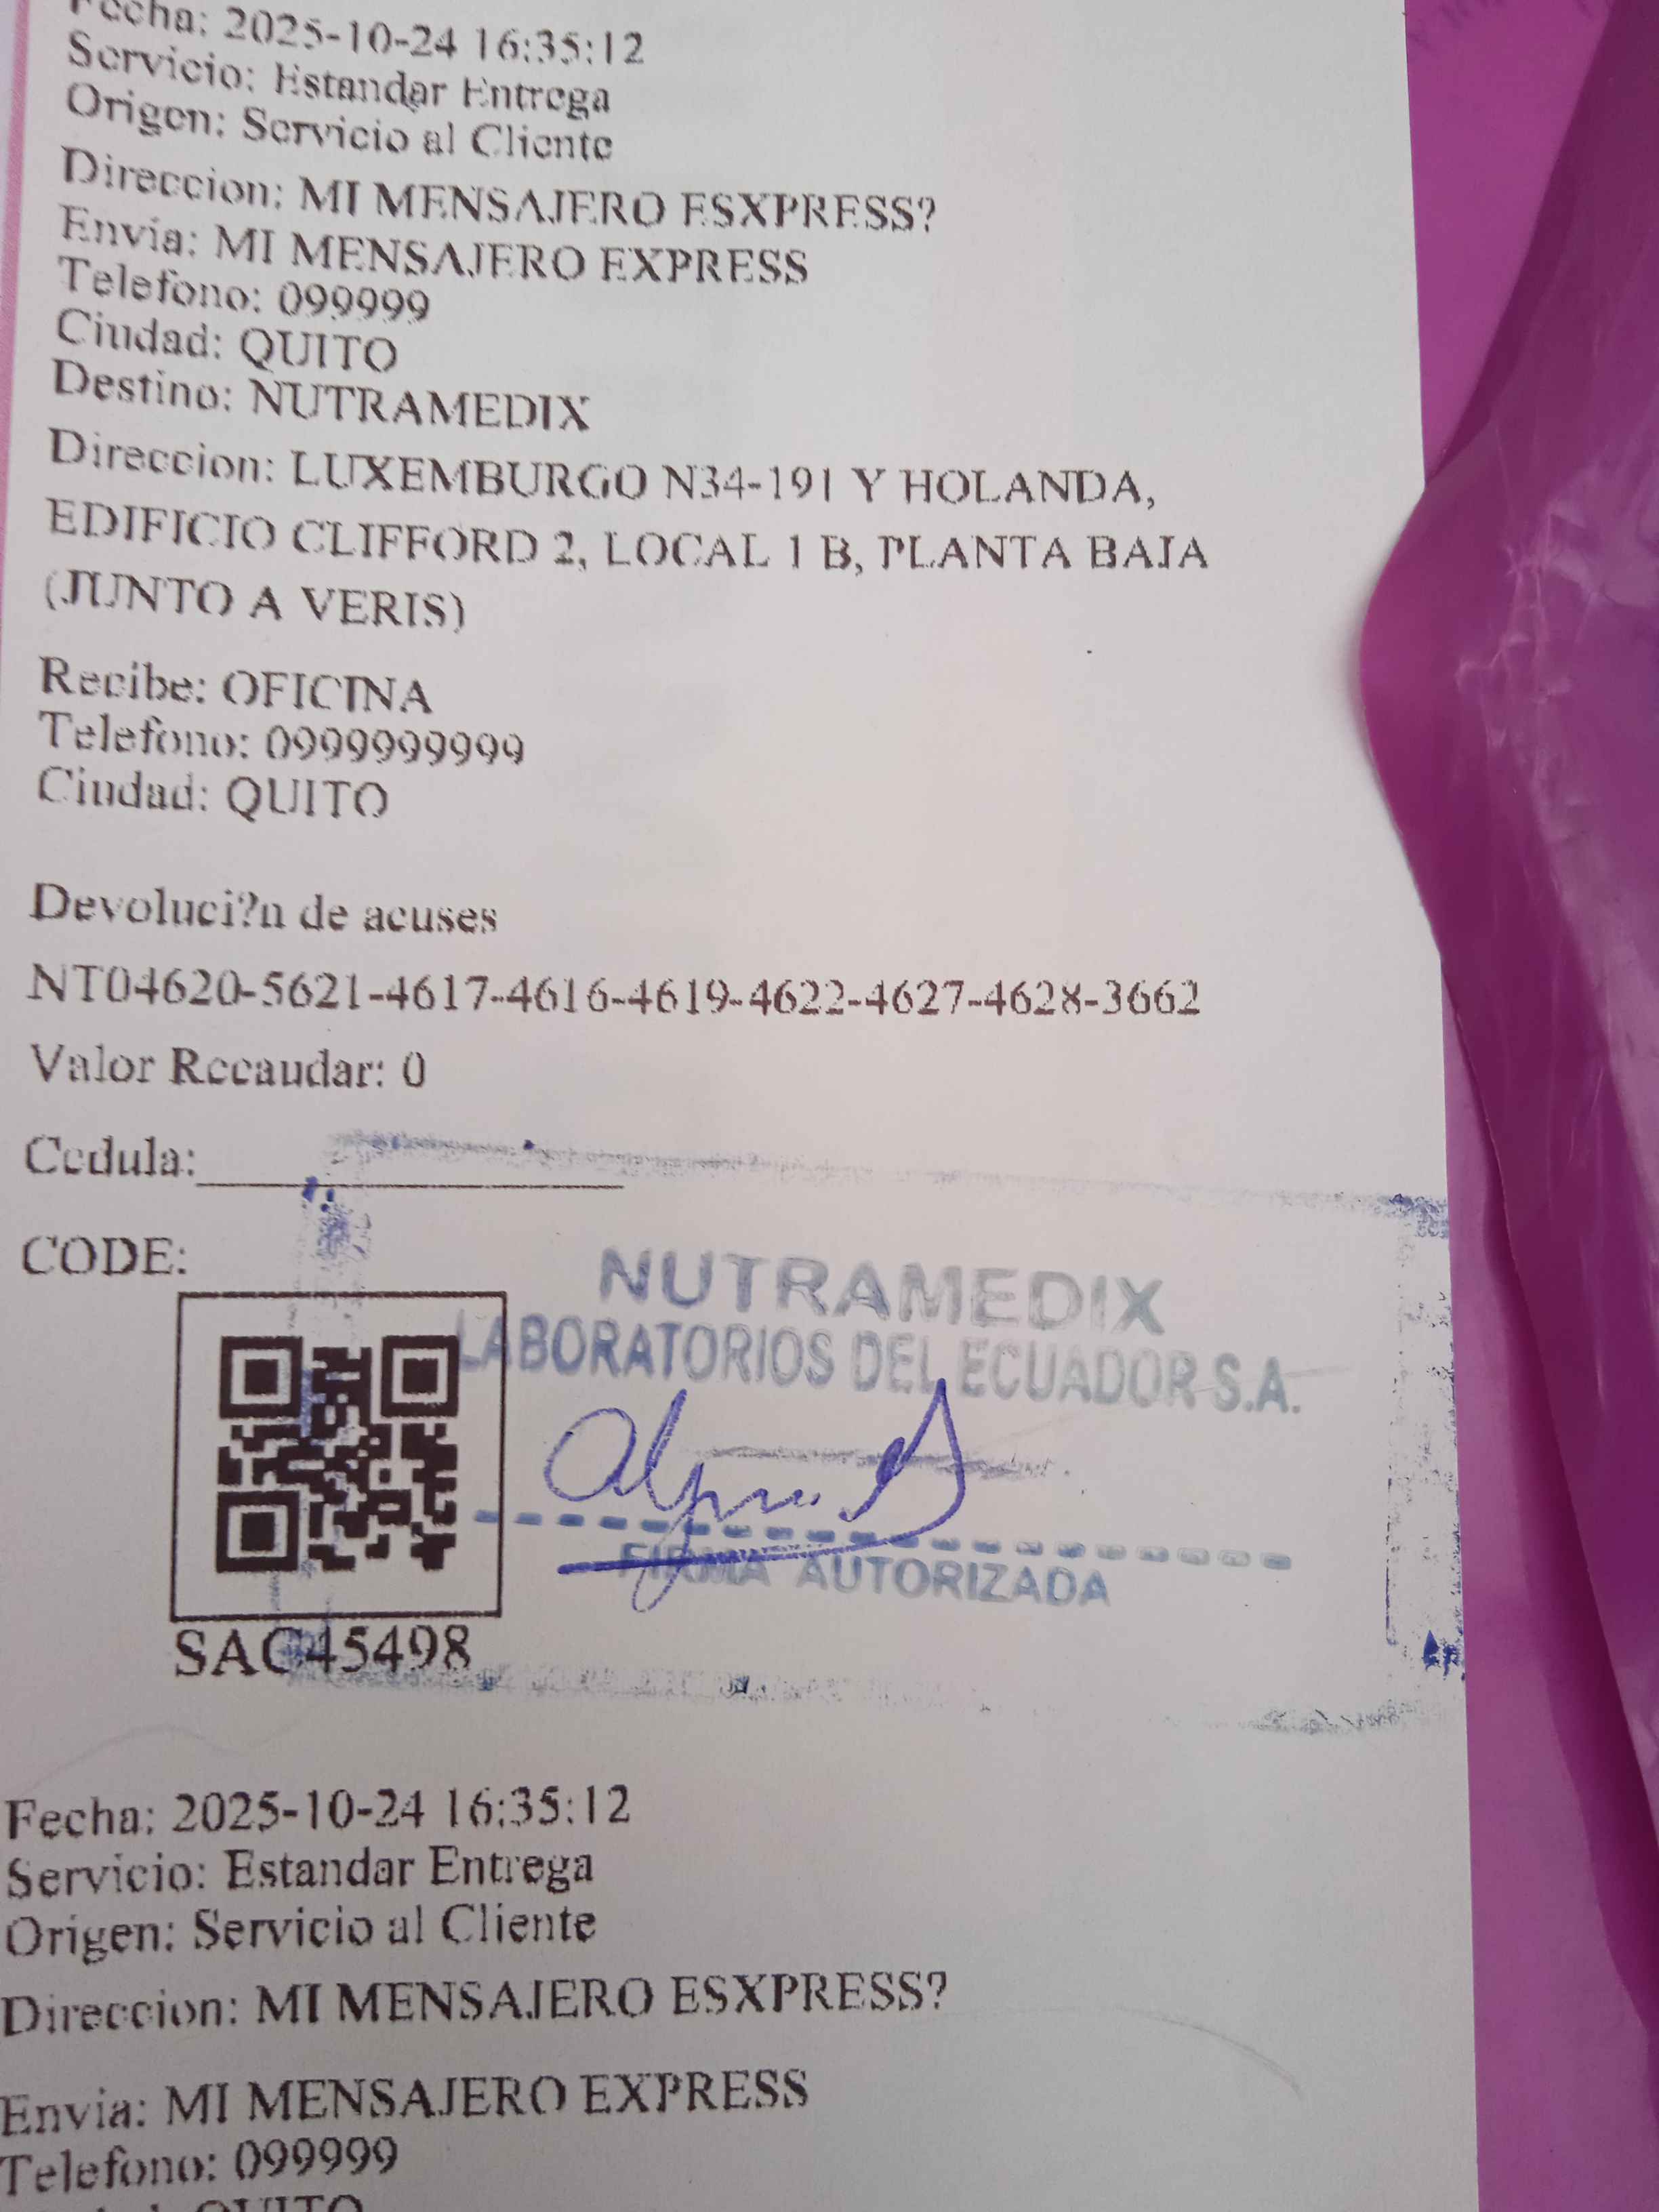 Fecha: 2025-10-24 16:35:12
Servicio: Estandar Entrega
Origen: Servicio al Cliente
Direccion: MI MENSAJERO ESXPRESS?
Envia: MI MENSAJERO EXPRESS
Telefono: 099999
Ciudad: QUITO
Destino: NUTRAMEDIX
Direccion: LUXEMBURGO N34-191 Y HOLANDA,
EDIFICIO CLIFFORD 2, LOCAL 1 B, PLANTA BAJA
(JUNTO A VERIS)
Recibe: OFICINA
Telefono: 0999999999
Ciudad: QUITO
Devoluci?n de acuses
NT04620-5621-4617-4616-4619-4622-4627-4628-3662
Valor Recaudar: 0
Cedula:
CODE:
NUTRAMEDIX
LABORATORIOS DEL ECUADOR S.A.
FIRMA AUTORIZADA
SAC45498
Fecha: 2025-10-24 16:35:12
Servicio: Estandar Entrega
Origen: Servicio al Cliente
Direccion: MI MENSAJERO ESXPRESS?
Envia: MI MENSAJERO EXPRESS
Telefono: 099999
QUITO